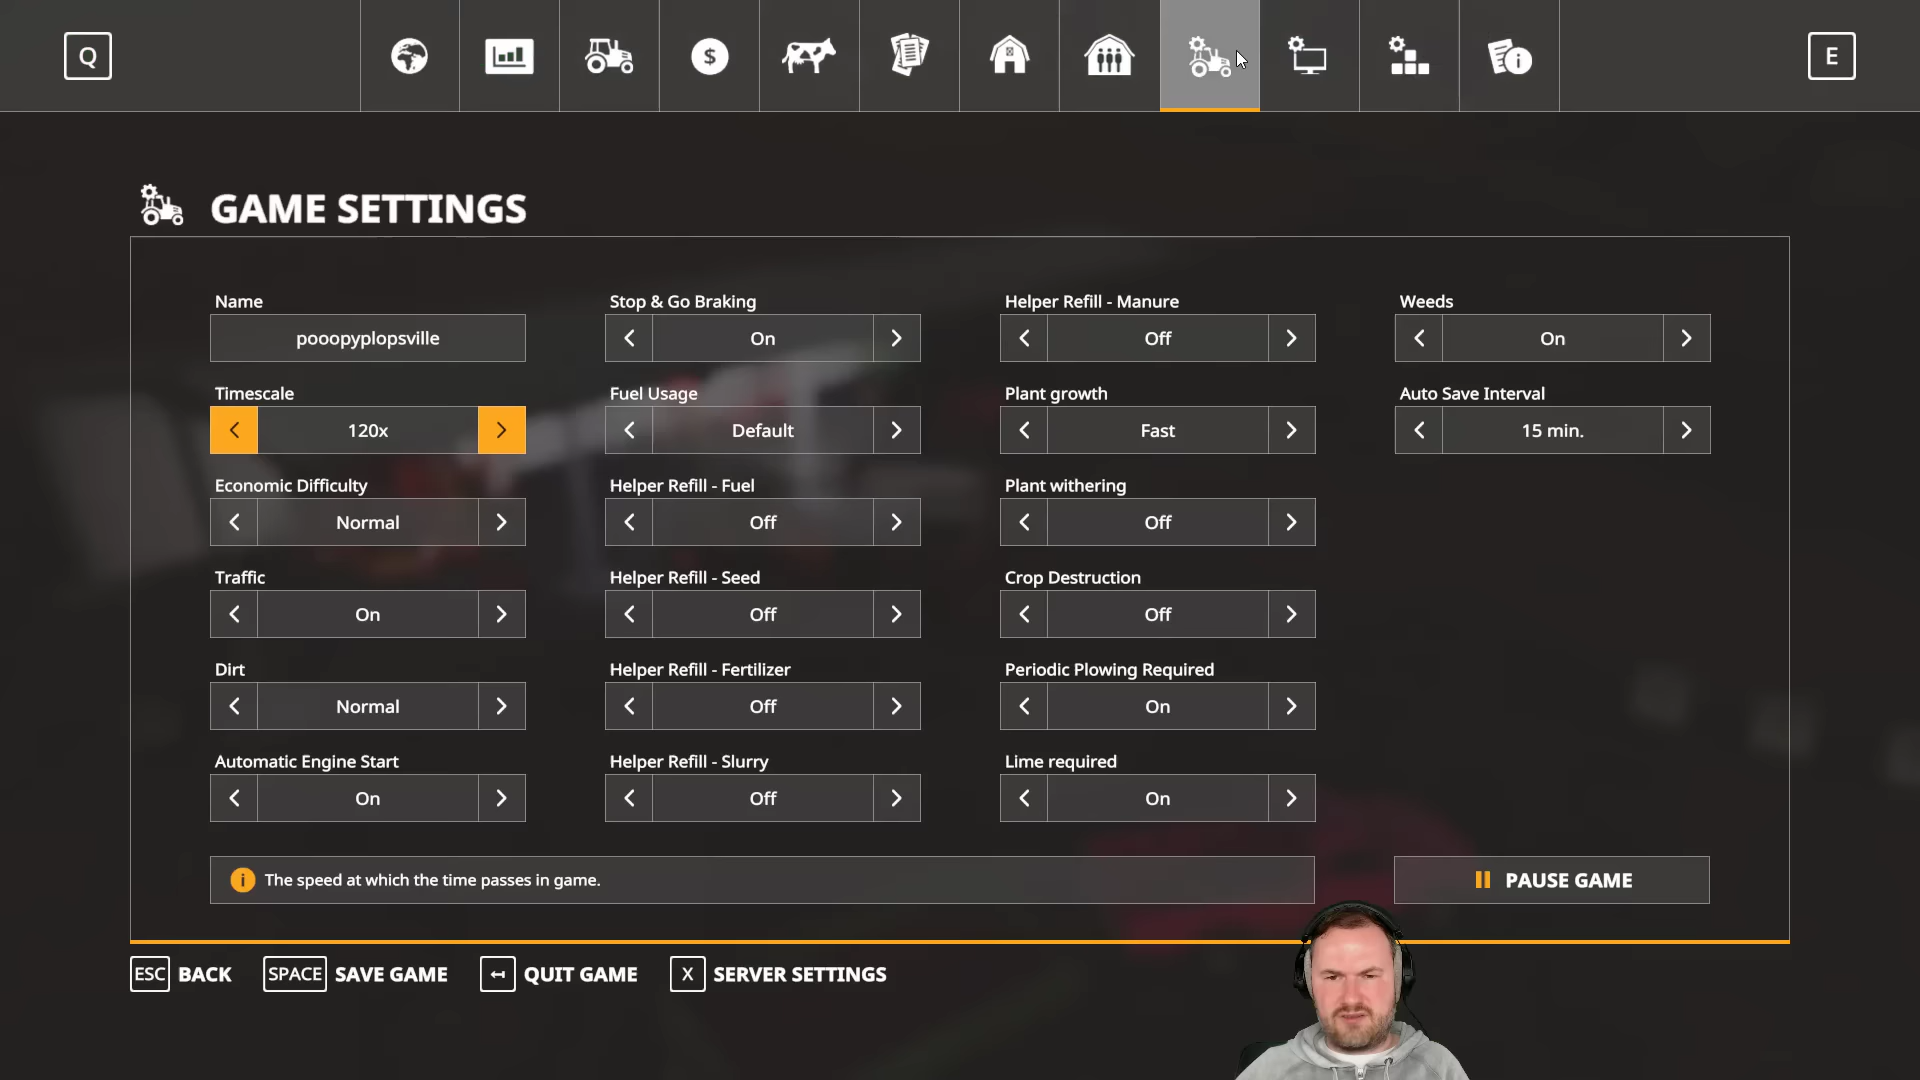 Q
$
E
GAME SETTINGS
Name
pooopyplopsville
Timescale
120x
Economic Difficulty
Normal
Traffic
On
Dirt
Normal
Automatic Engine Start
On
Stop & Go Braking
On
Fuel Usage
Default
Helper Refill - Fuel
Off
Helper Refill - Seed
Off
Helper Refill - Fertilizer
Off
Helper Refill - Slurry
Off
Helper Refill - Manure
Off
Plant growth
Fast
Plant withering
Off
Crop Destruction
Off
Periodic Plowing Required
On
Lime required
On
Weeds
On
Auto Save Interval
15 min.
The speed at which the time passes in game.
PAUSE GAME
ESC BACK SPACE SAVE GAME QUIT GAME X SERVER SETTINGS